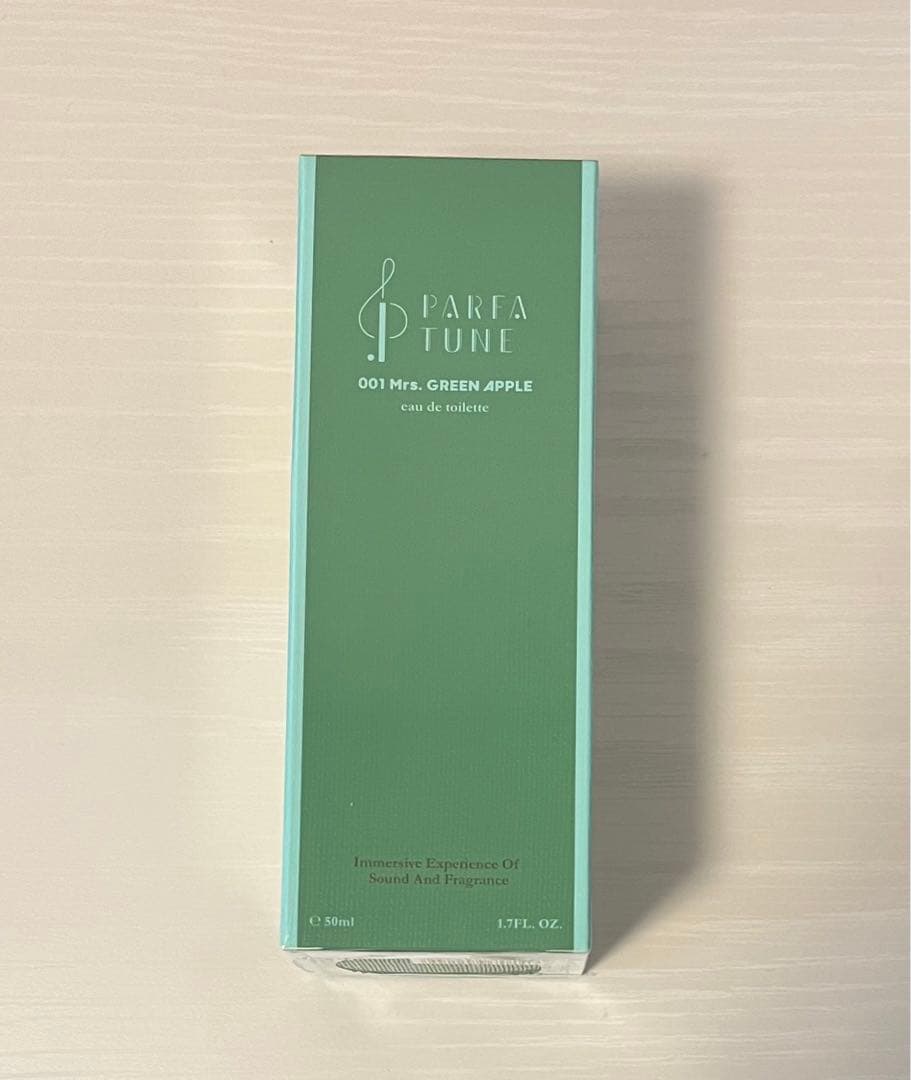 PARFA
TUNE
001 Mrs. GREEN APPLE
eau de toilette
Immersive Experience Of
Sound And Fragrance
℮ 50ml
1.7FL. OZ.